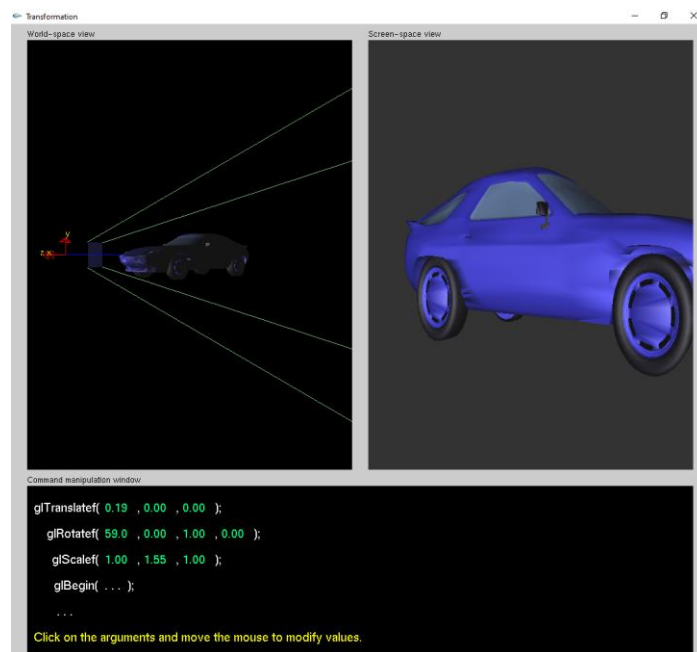 Transformation
World-space view
Screen-space view
y
z x
Command manipulation window
glTranslatef( 0.19 , 0.00 , 0.00 );
glRotatef( 59.0 , 0.00 , 1.00 , 0.00 );
glScalef( 1.00 , 1.55 , 1.00 );
glBegin( . . . );
. . .
Click on the arguments and move the mouse to modify values.